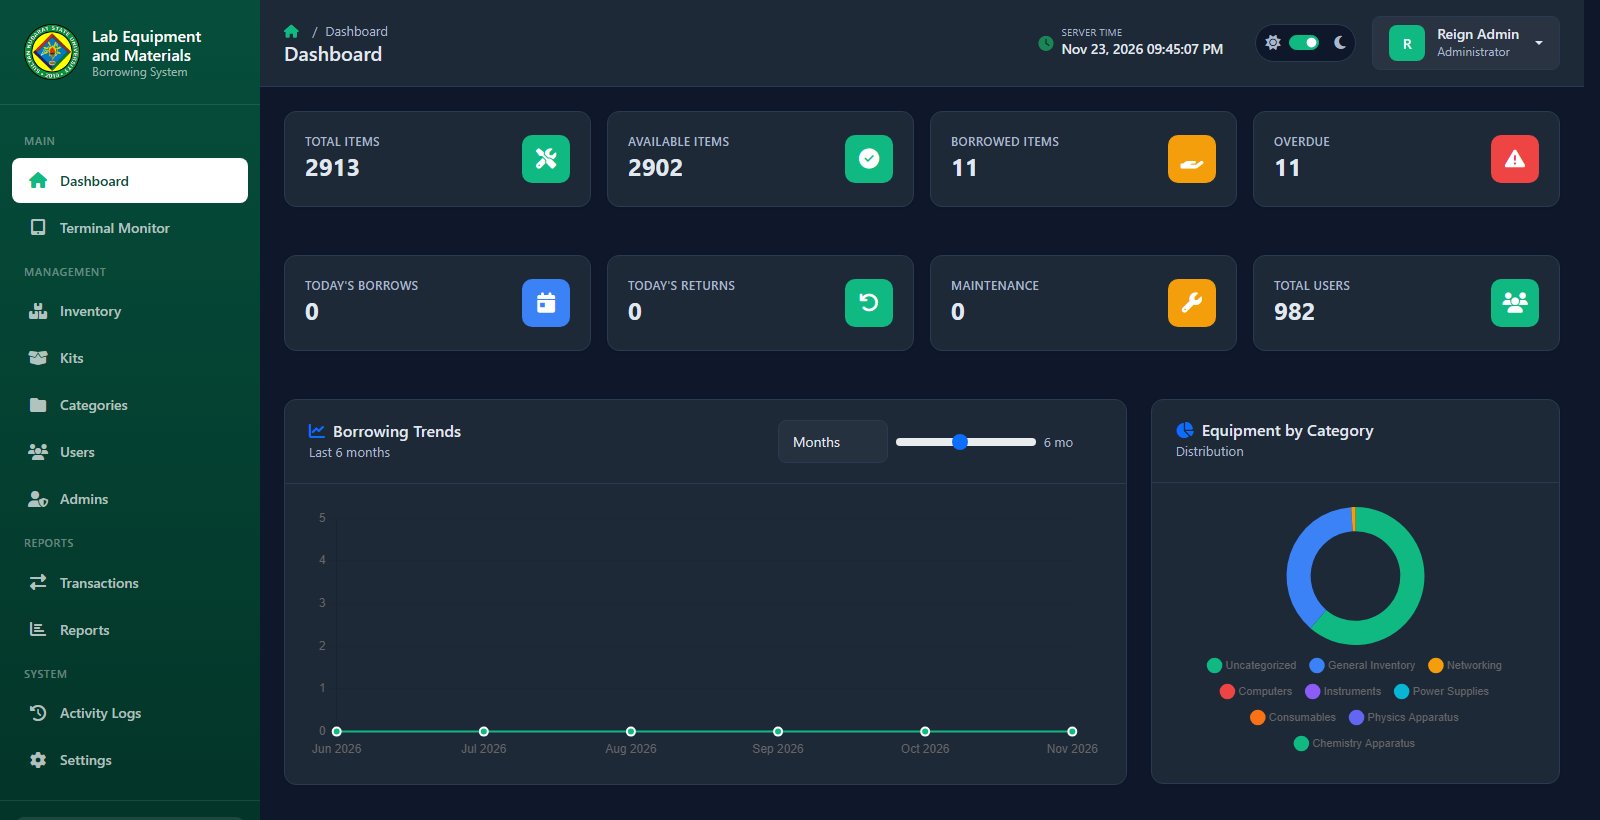 Lab Equipment
and Materials
Borrowing System
MAIN
Dashboard
Terminal Monitor
MANAGEMENT
Inventory
Kits
Categories
Users
Admins
REPORTS
Transactions
Reports
SYSTEM
Activity Logs
Settings
/ Dashboard
Dashboard
SERVER TIME
Nov 23, 2026 09:45:07 PM
R
Reign Admin
Administrator
TOTAL ITEMS
2913
AVAILABLE ITEMS
2902
BORROWED ITEMS
11
OVERDUE
11
TODAY'S BORROWS
0
TODAY'S RETURNS
0
MAINTENANCE
0
TOTAL USERS
982
Borrowing Trends
Last 6 months
Months
6 mo
5
4
3
2
1
0
Jun 2026 Jul 2026 Aug 2026 Sep 2026 Oct 2026 Nov 2026
Equipment by Category
Distribution
Uncategorized General Inventory Networking
Computers Instruments Power Supplies
Consumables Physics Apparatus
Chemistry Apparatus